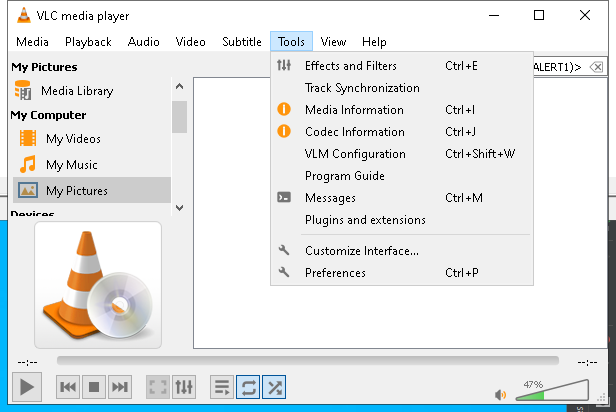 VLC media player
Media Playback Audio Video Subtitle Tools View Help
My Pictures
Media Library
My Computer
My Videos
My Music
My Pictures
Devices
ALERT1)>
Effects and Filters Ctrl+E
Track Synchronization
Media Information Ctrl+I
Codec Information Ctrl+J
VLM Configuration Ctrl+Shift+W
Program Guide
Messages Ctrl+M
Plugins and extensions
Customize Interface...
Preferences Ctrl+P
--:-- --:--
47%